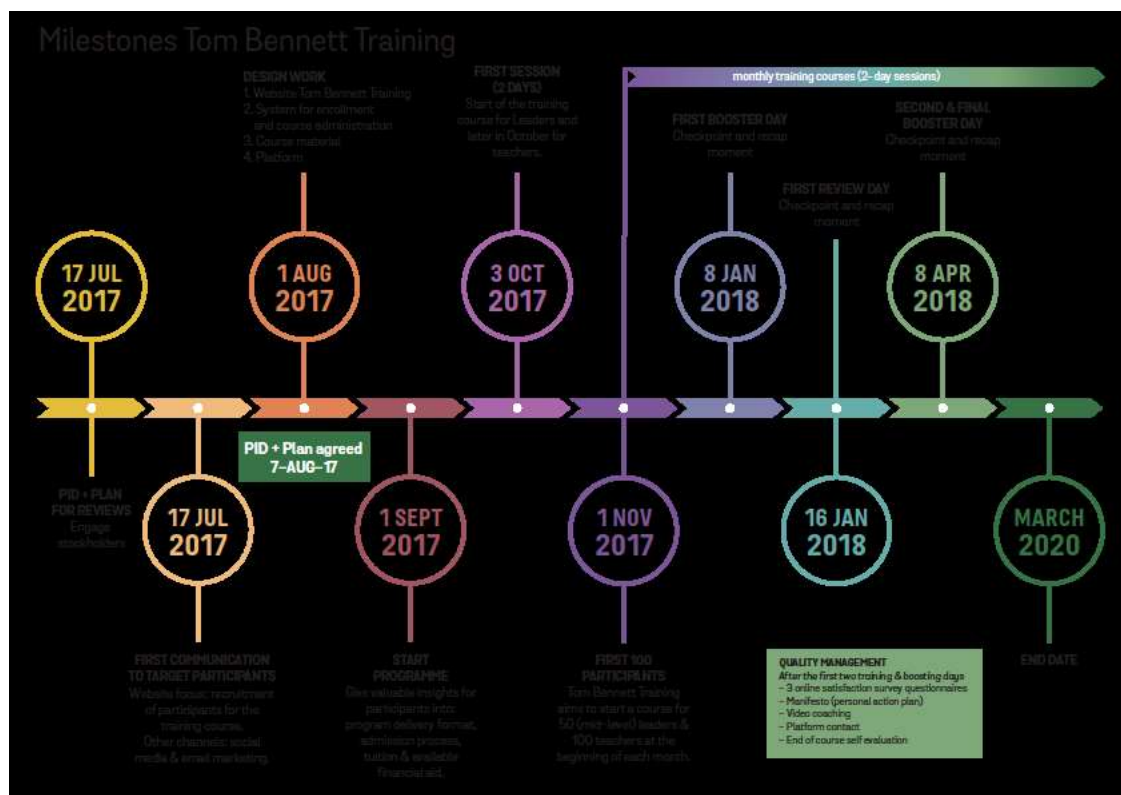 Milestones Tom Bennett Training
DESIGN WORK
1. Website Tom Bennett Training
2. System for enrollment
and course administration
3. Course material
4. Platform
FIRST SESSION
(2 DAYS)
Start of the training
course for Leaders and
later in October for
teachers.
monthly training courses (2-day sessions)
FIRST BOOSTER DAY
Checkpoint and recap
moment
SECOND & FINAL
BOOSTER DAY
Checkpoint and recap
moment
FIRST REVIEW DAY
Checkpoint and recap
moment
17 JUL
2017
1 AUG
2017
3 OCT
2017
8 JAN
2018
8 APR
2018
PID + Plan agreed
7-AUG-17
PID + PLAN
FOR REVIEWS
Engage
stockholders
17 JUL
2017
1 SEPT
2017
1 NOV
2017
16 JAN
2018
MARCH
2020
FIRST COMMUNICATION
TO TARGET PARTICIPANTS
Website focus: recruitment
of participants for the
training course.
Other channels: social
media & email marketing.
START
PROGRAMME
Give valuable insights for
participants into:
program delivery format,
admission process,
tuition & available
financial aid.
FIRST 100
PARTICIPANTS
Tom Bennett Training
aims to start a course for
50 (mid-level) leaders &
100 teachers at the
beginning of each month.
QUALITY MANAGEMENT
After the first two training & boosting days
- 3 online satisfaction survey questionnaires
- Manifesto (personal action plan)
- Video coaching
- Platform contact
- End of course self evaluation
END DATE